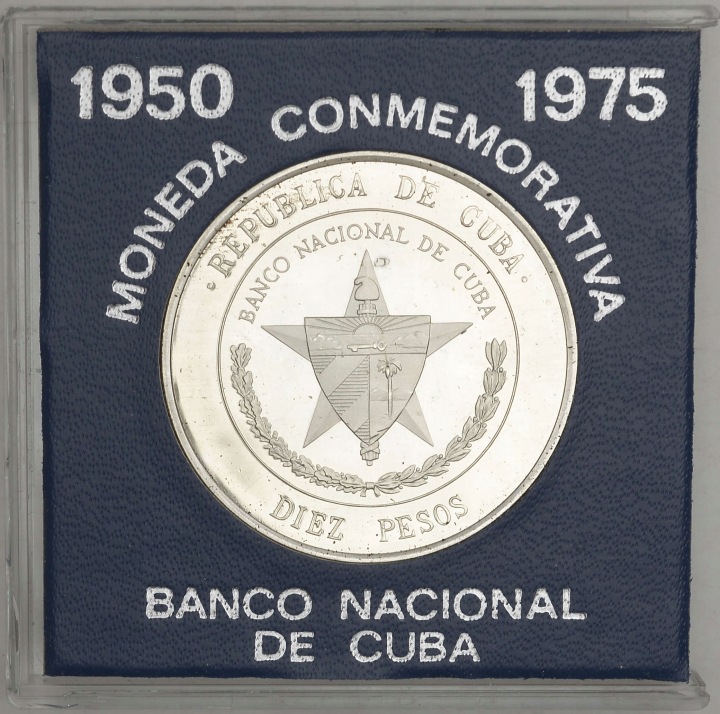 1950 1975
MONEDA CONMEMORATIVA
· REPUBLICA DE CUBA ·
BANCO NACIONAL DE CUBA
DIEZ PESOS
BANCO NACIONAL
DE CUBA